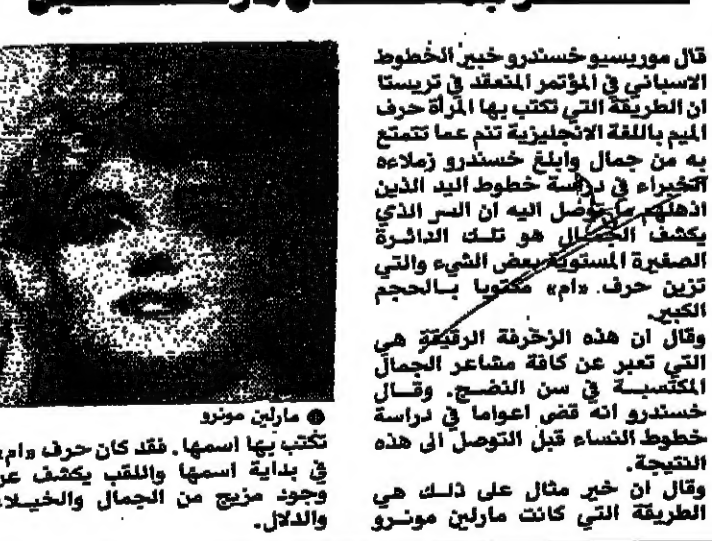 قال موريسيو خسندرو خبير الخطوط
الاسباني في المؤتمر المنعقد في تريستا
ان الطريقة التي تكتب بها المرأة حرف
الميم باللغة الانجليزية تنم عما تتمتع
به من جمال وابلغ خسندرو زملاءه
الخبراء في دراسة خطوط اليد الذين
اذهلهم ما توصل اليه ان السر الذي
يكشف الجمال هو تلك الدائرة
الصغيرة المستوية بعض الشيء والتي
تزين حرف «ام» مكتوبا بالحجم
الكبير.
وقال ان هذه الزخرفة الرقيقة هي
التي تعبر عن كافة مشاعر الجمال
المكتسبة في سن النضج. وقال
خسندرو انه قضى اعواما في دراسة
خطوط النساء قبل التوصل الى هذه
النتيجة.
وقال ان خير مثال على ذلك هي
الطريقة التي كانت مارلين مونرو
مارلين مونرو
تكتب بها اسمها. فقد كان حرف «ام»
في بداية اسمها واللقب يكشف عن
وجود مزيج من الجمال والخيلاء
والدلال.